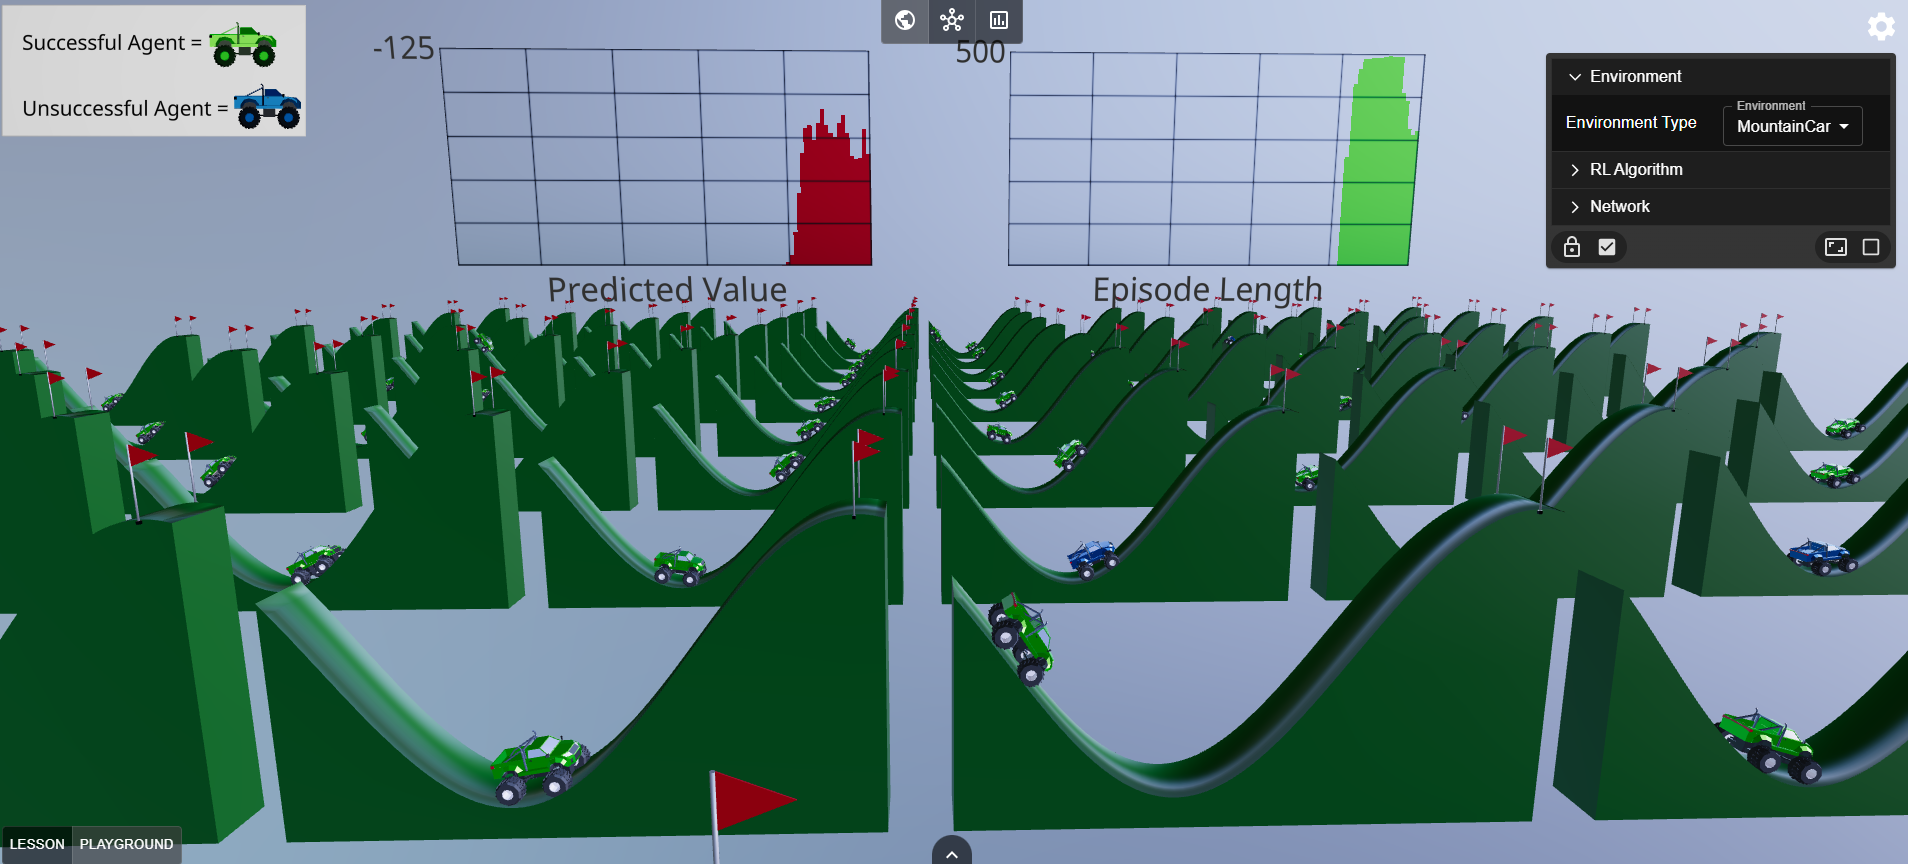 Successful Agent =
Unsuccessful Agent =
-125
Predicted Value
500
Episode Length
Environment
Environment Type
Environment
MountainCar
RL Algorithm
Network
LESSON
PLAYGROUND